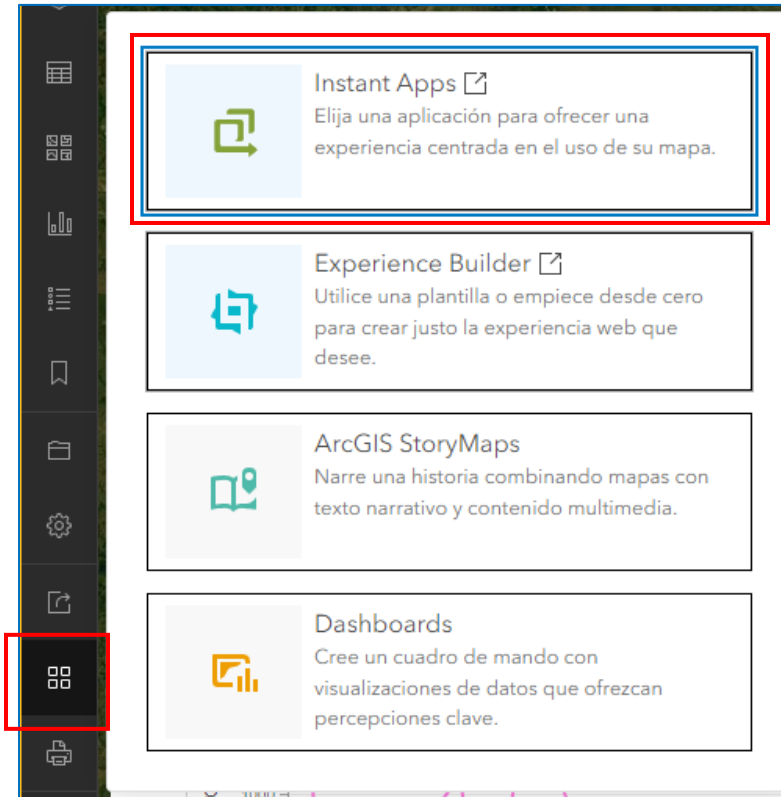 Instant Apps
Elija una aplicación para ofrecer una
experiencia centrada en el uso de su mapa.
Experience Builder
Utilice una plantilla o empiece desde cero
para crear justo la experiencia web que
desee.
ArcGIS StoryMaps
Narre una historia combinando mapas con
texto narrativo y contenido multimedia.
Dashboards
Cree un cuadro de mando con
visualizaciones de datos que ofrezcan
percepciones clave.